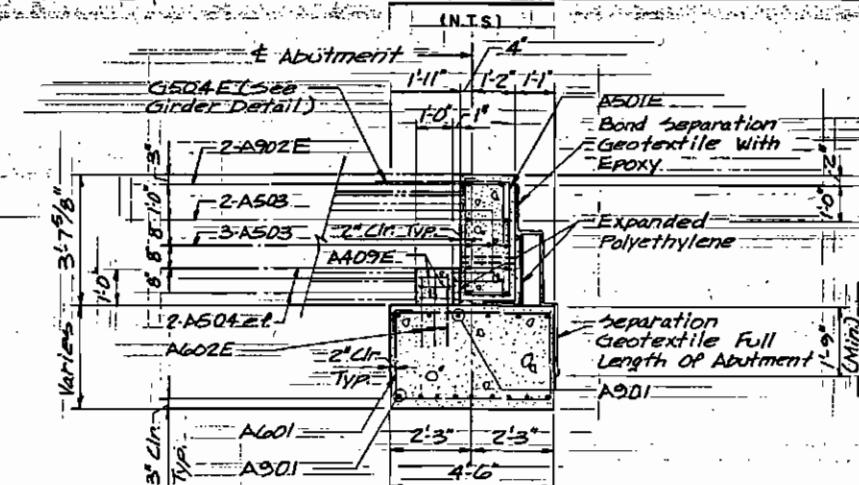 (N.T.S)
℄ Abutment
4"
1'-11" 1'-2" 1'-1"
G504E (See
Girder Detail)
1'-0" 1"
A501E
Bond Separation
Geotextile With
Epoxy
2-A902E
2-A503
3-A503
2" Clr. Typ.
A409E
Expanded
Polyethylene
3"
1'-0"
8"
8"
8"
3'-7 5/8"
1'-0"
2"
1'-0"
2-A504E
A602E
Varies
2" Clr.
Typ.
Separation
Geotextile Full
Length Of Abutment
1'-9"
(Min)
A901
A601
A901
3" Clr.
Typ.
2'-3" 2'-3"
4'-6"